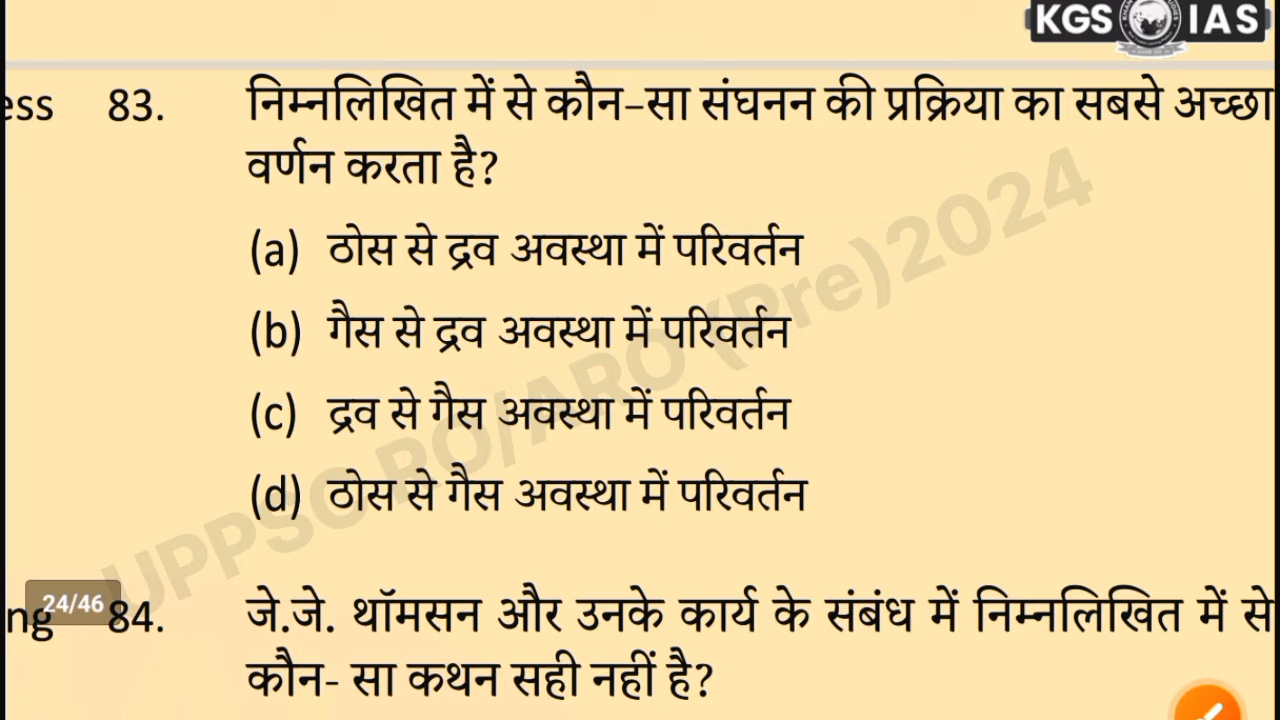 KGS IAS
ess 83. निम्नलिखित में से कौन-सा संघनन की प्रक्रिया का सबसे अच्छा
वर्णन करता है?
(a) ठोस से द्रव अवस्था में परिवर्तन
(b) गैस से द्रव अवस्था में परिवर्तन
(c) द्रव से गैस अवस्था में परिवर्तन
(d) ठोस से गैस अवस्था में परिवर्तन
UPPSC RO/ARO (Pre) 2024
24/46
ng 84. जे.जे. थॉमसन और उनके कार्य के संबंध में निम्नलिखित में से
कौन- सा कथन सही नहीं है?